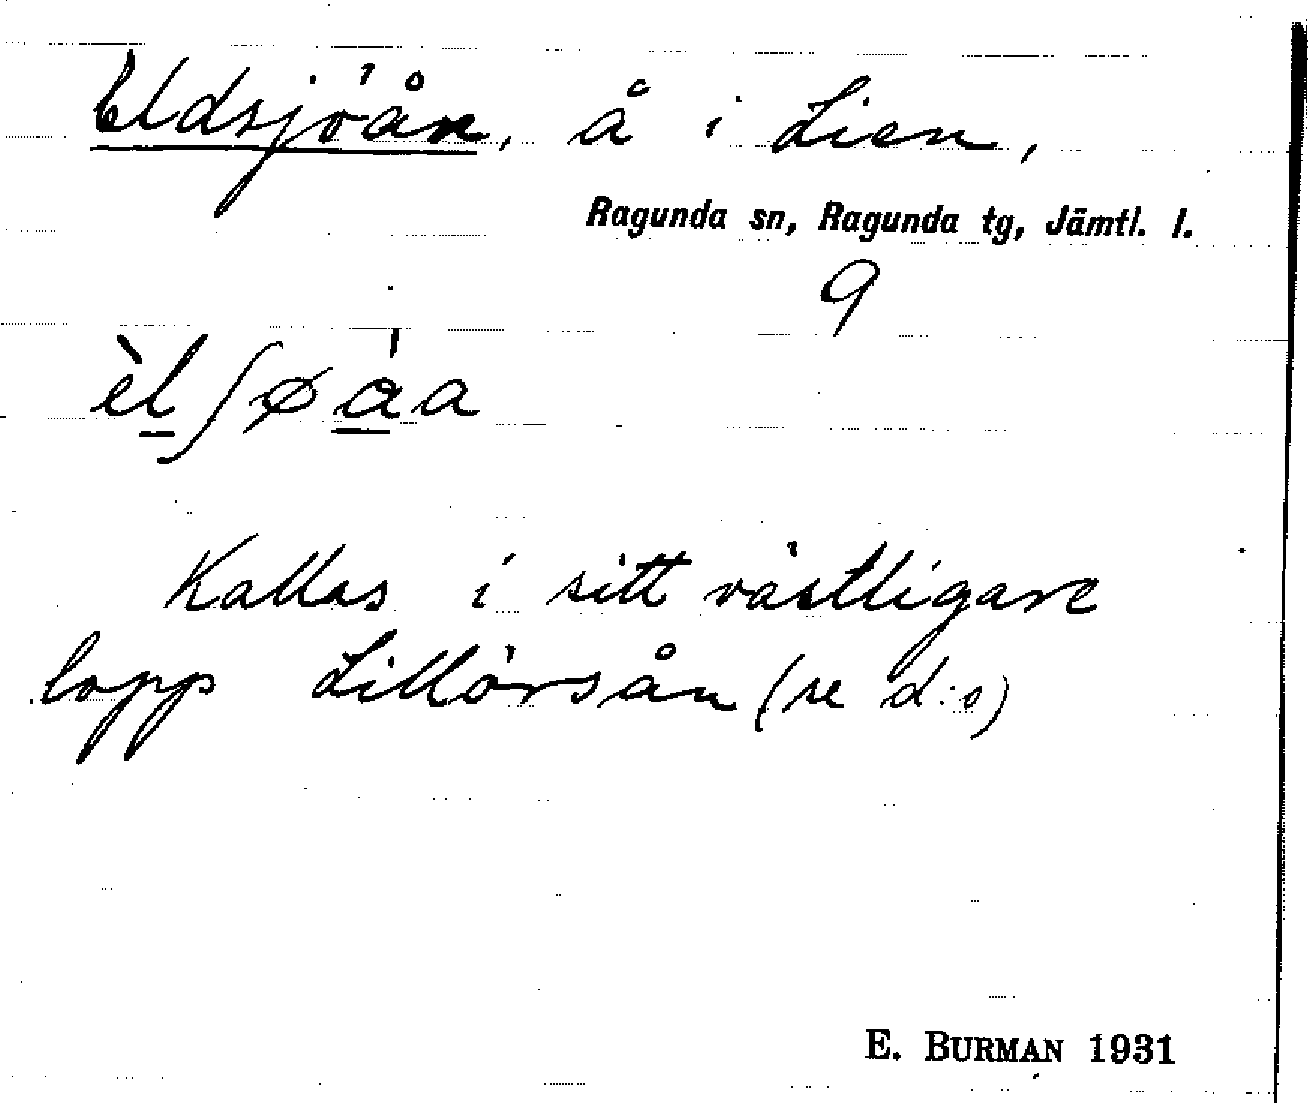 Eldsjöån, å i Lien,
Ragunda sn, Ragunda tg, Jämtl. l.
9
èlʃøáa
Kallas i sitt västligare
lopp Lillörsån (se d:o)
E. BURMAN 1931